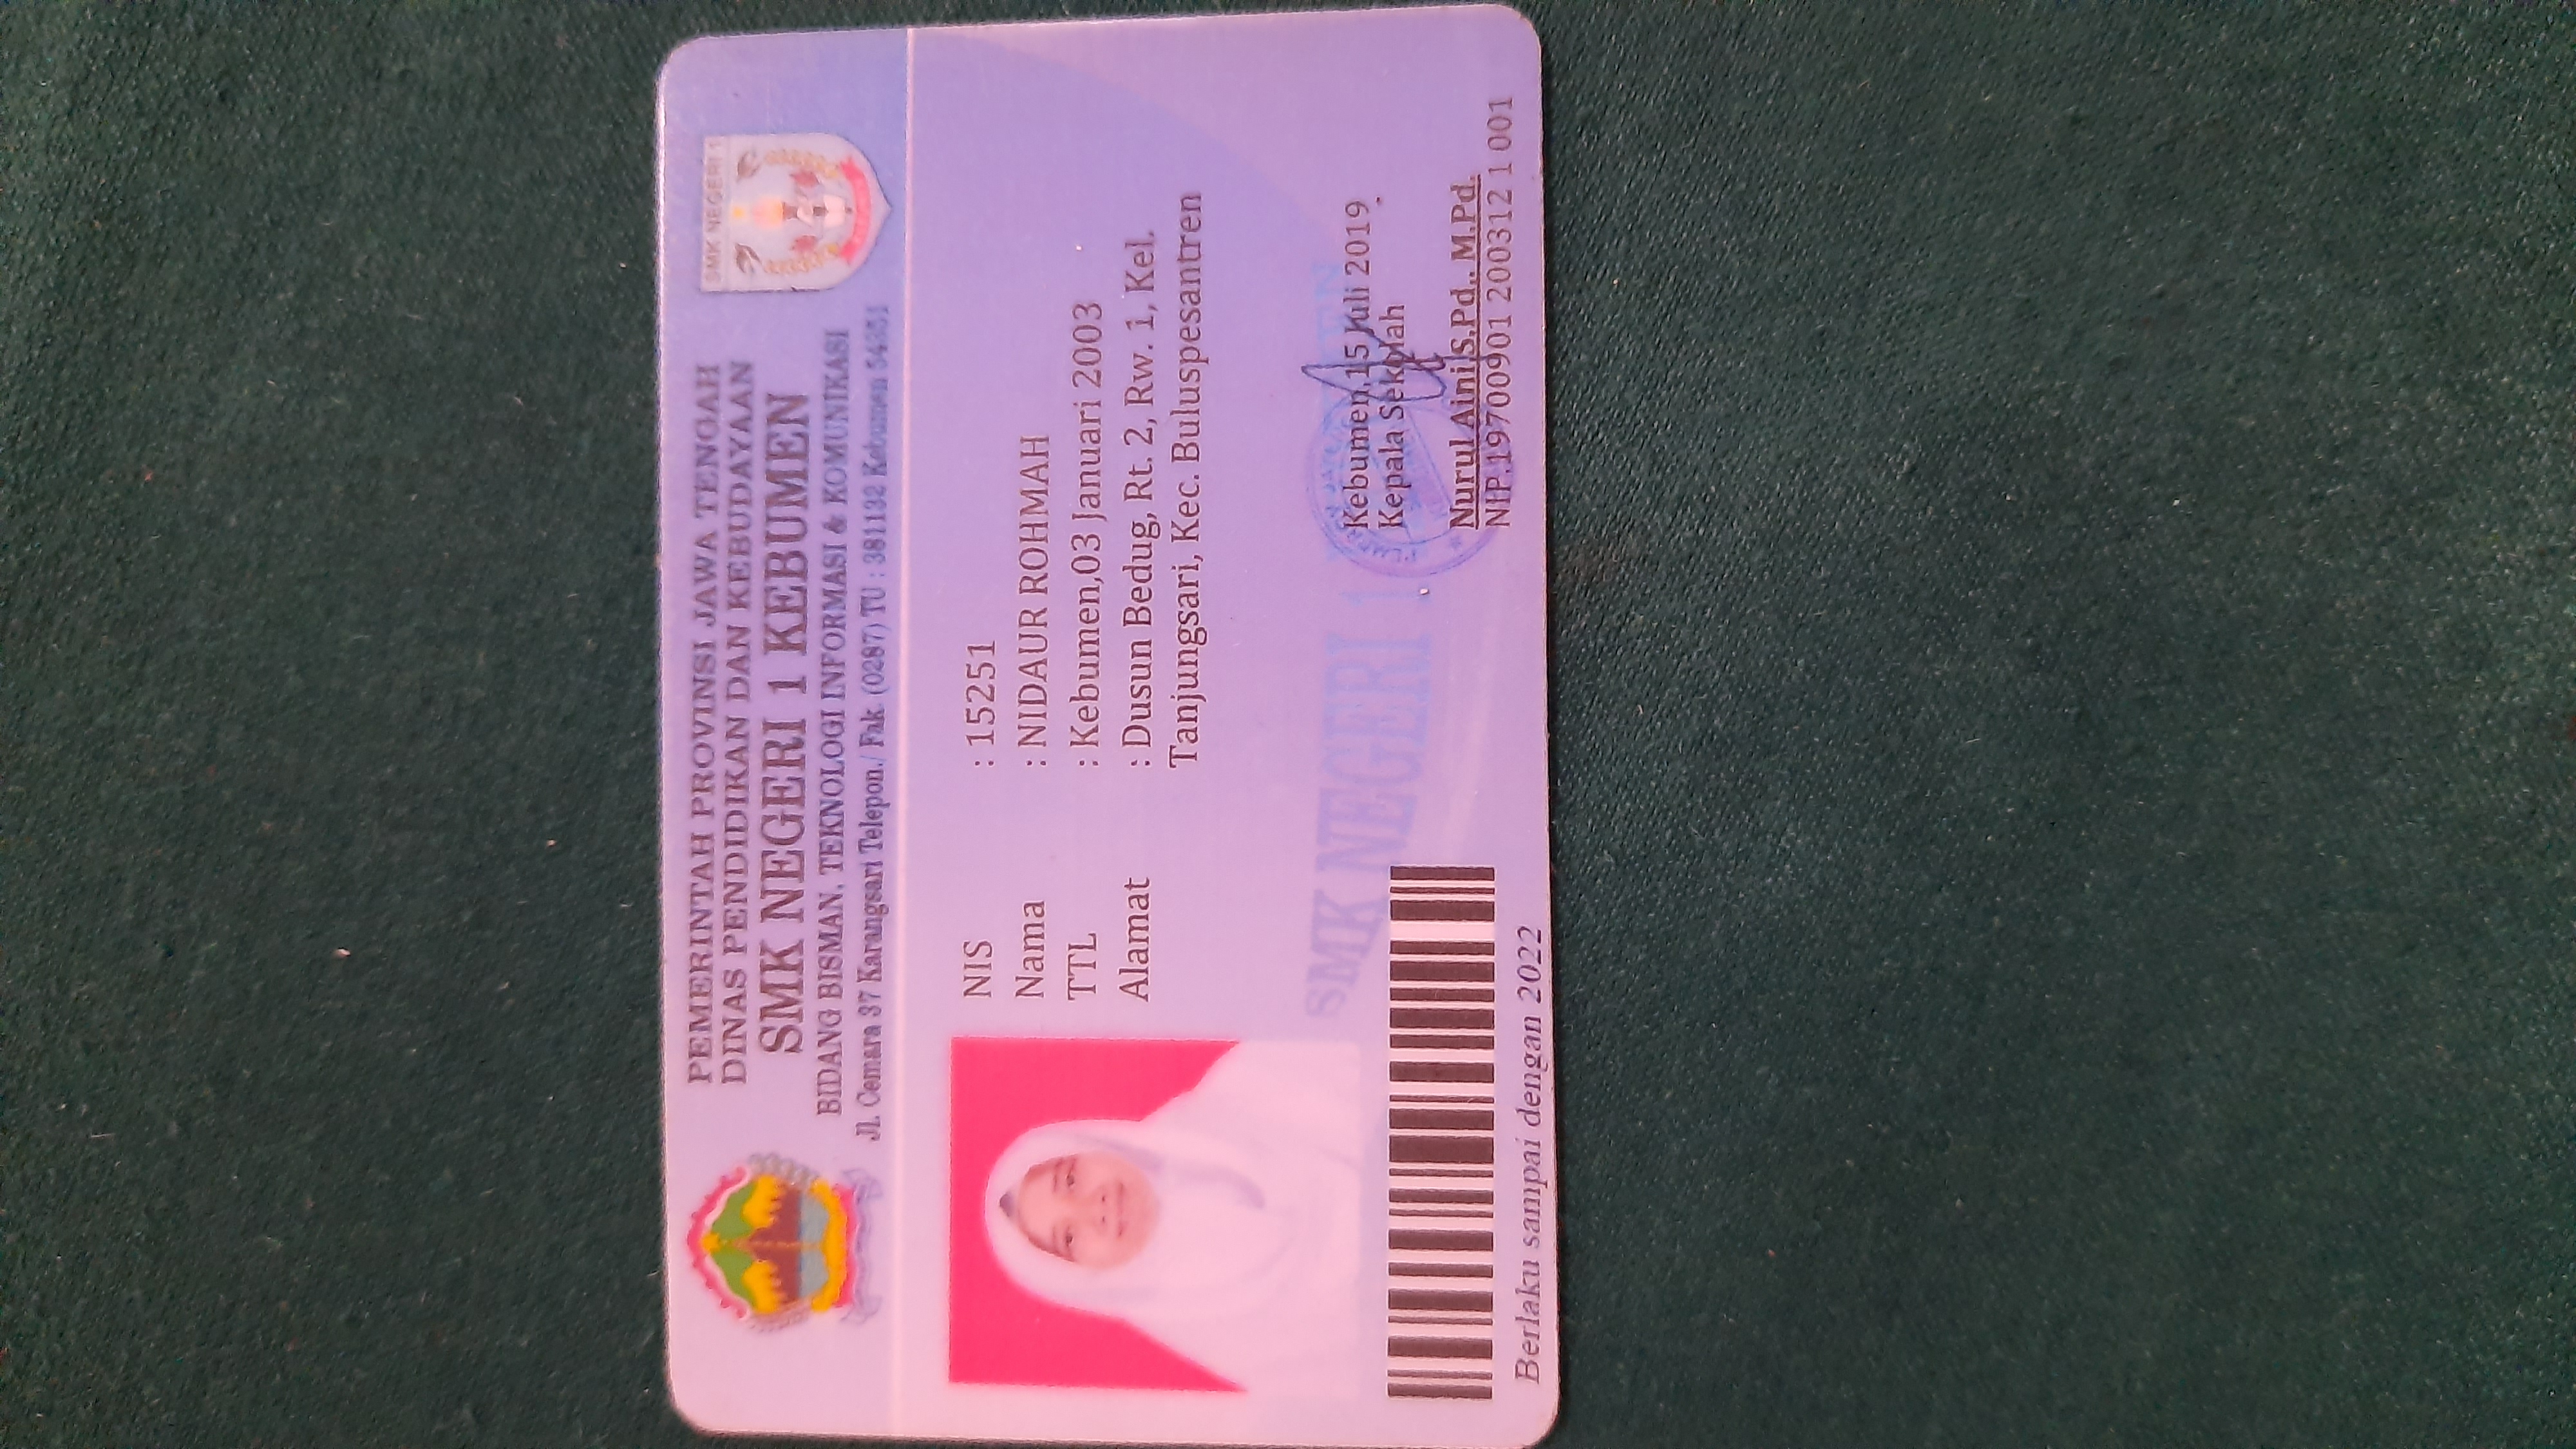 PEMERINTAH PROVINSI JAWA TENGAH
DINAS PENDIDIKAN DAN KEBUDAYAAN
SMK NEGERI 1 KEBUMEN
BIDANG BISMAN, TEKNOLOGI INFORMASI & KOMUNIKASI
Jl. Cemara 37 Karangsari Telepon./ Fak. (0287) TU : 381132 Kebumen 54351
SMK NEGERI 1
NIS : 15251
Nama : NIDAUR ROHMAH
TTL : Kebumen,03 Januari 2003
Alamat : Dusun Bedug, Rt. 2, Rw. 1, Kel.
Tanjungsari, Kec. Buluspesantren
SMK NEGERI 1 KEBUMEN
Kebumen,15 Juli 2019
Kepala Sekolah
Nurul Aini,S.Pd,. M.Pd.
NIP.19700901 200312 1 001
Berlaku sampai dengan 2022